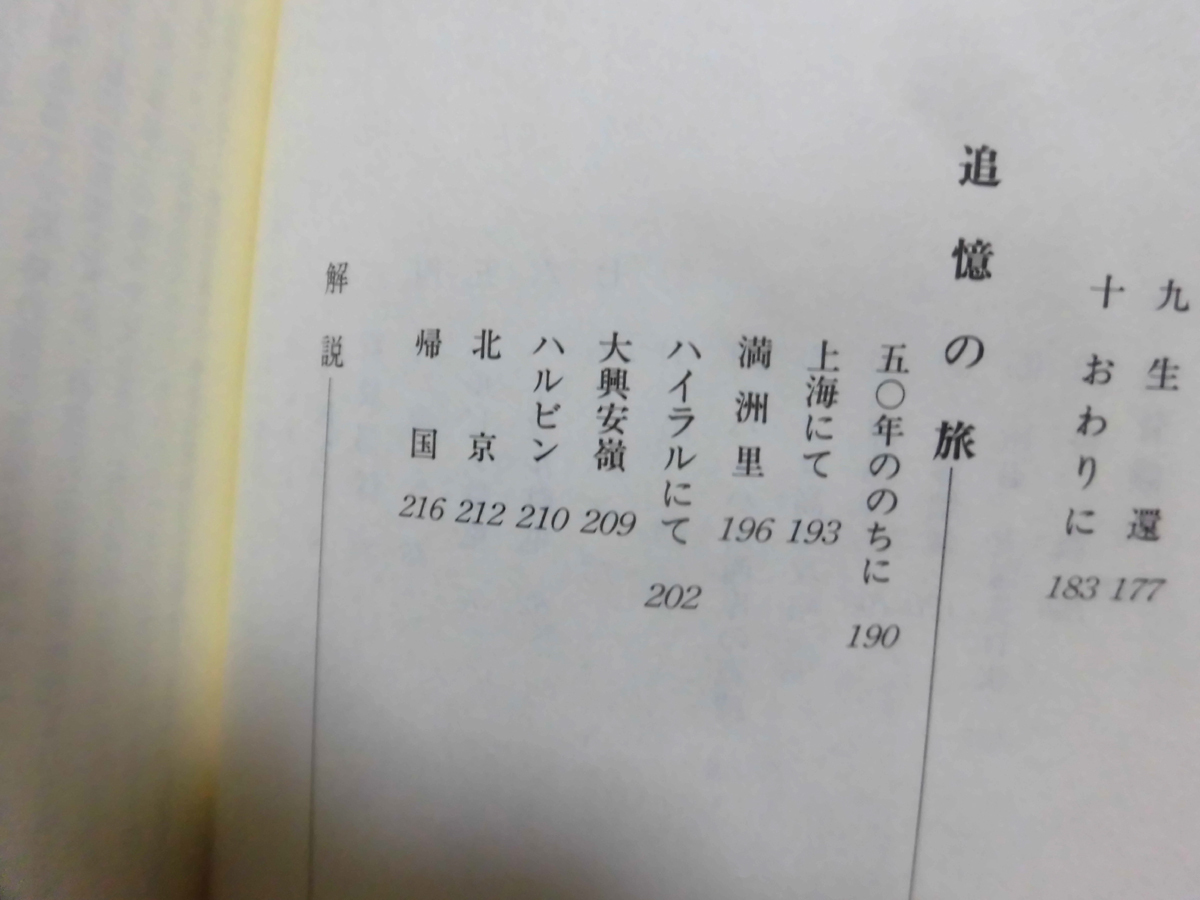 九 生還 177
十 おわりに 183
追憶の旅
五〇年ののちに 190
上海にて 193
満洲里 196
ハイラルにて 202
大興安嶺 209
ハルビン 210
北京 212
帰国 216
解説